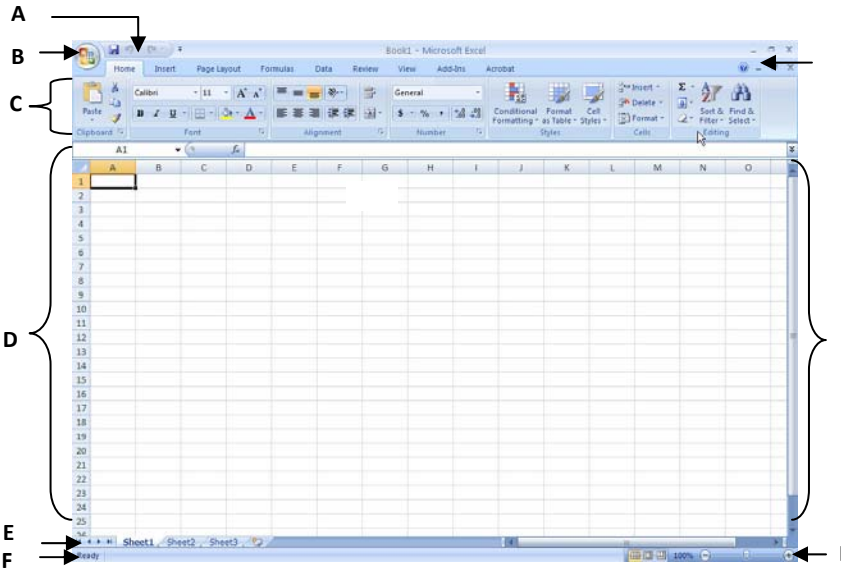 A
B
Book1 - Microsoft Excel
Home Insert Page Layout Formulas Data Review View Add-Ins Acrobat
C
Paste
Calibri 11 A A
General
Conditional Formatting
Format as Table
Cell Styles
Insert
Delete
Format
Σ
Sort & Filter
Find & Select
B I U A
$ % ,
Clipboard Font Alignment Number Styles Cells Editing
A1 fx
A B C D E F G H I J K L M N O
1
2
3
4
5
6
7
8
9
10
11
D
12
13
14
15
16
17
18
19
20
21
22
23
24
25
E
Sheet1 Sheet2 Sheet3
F
Ready 100%